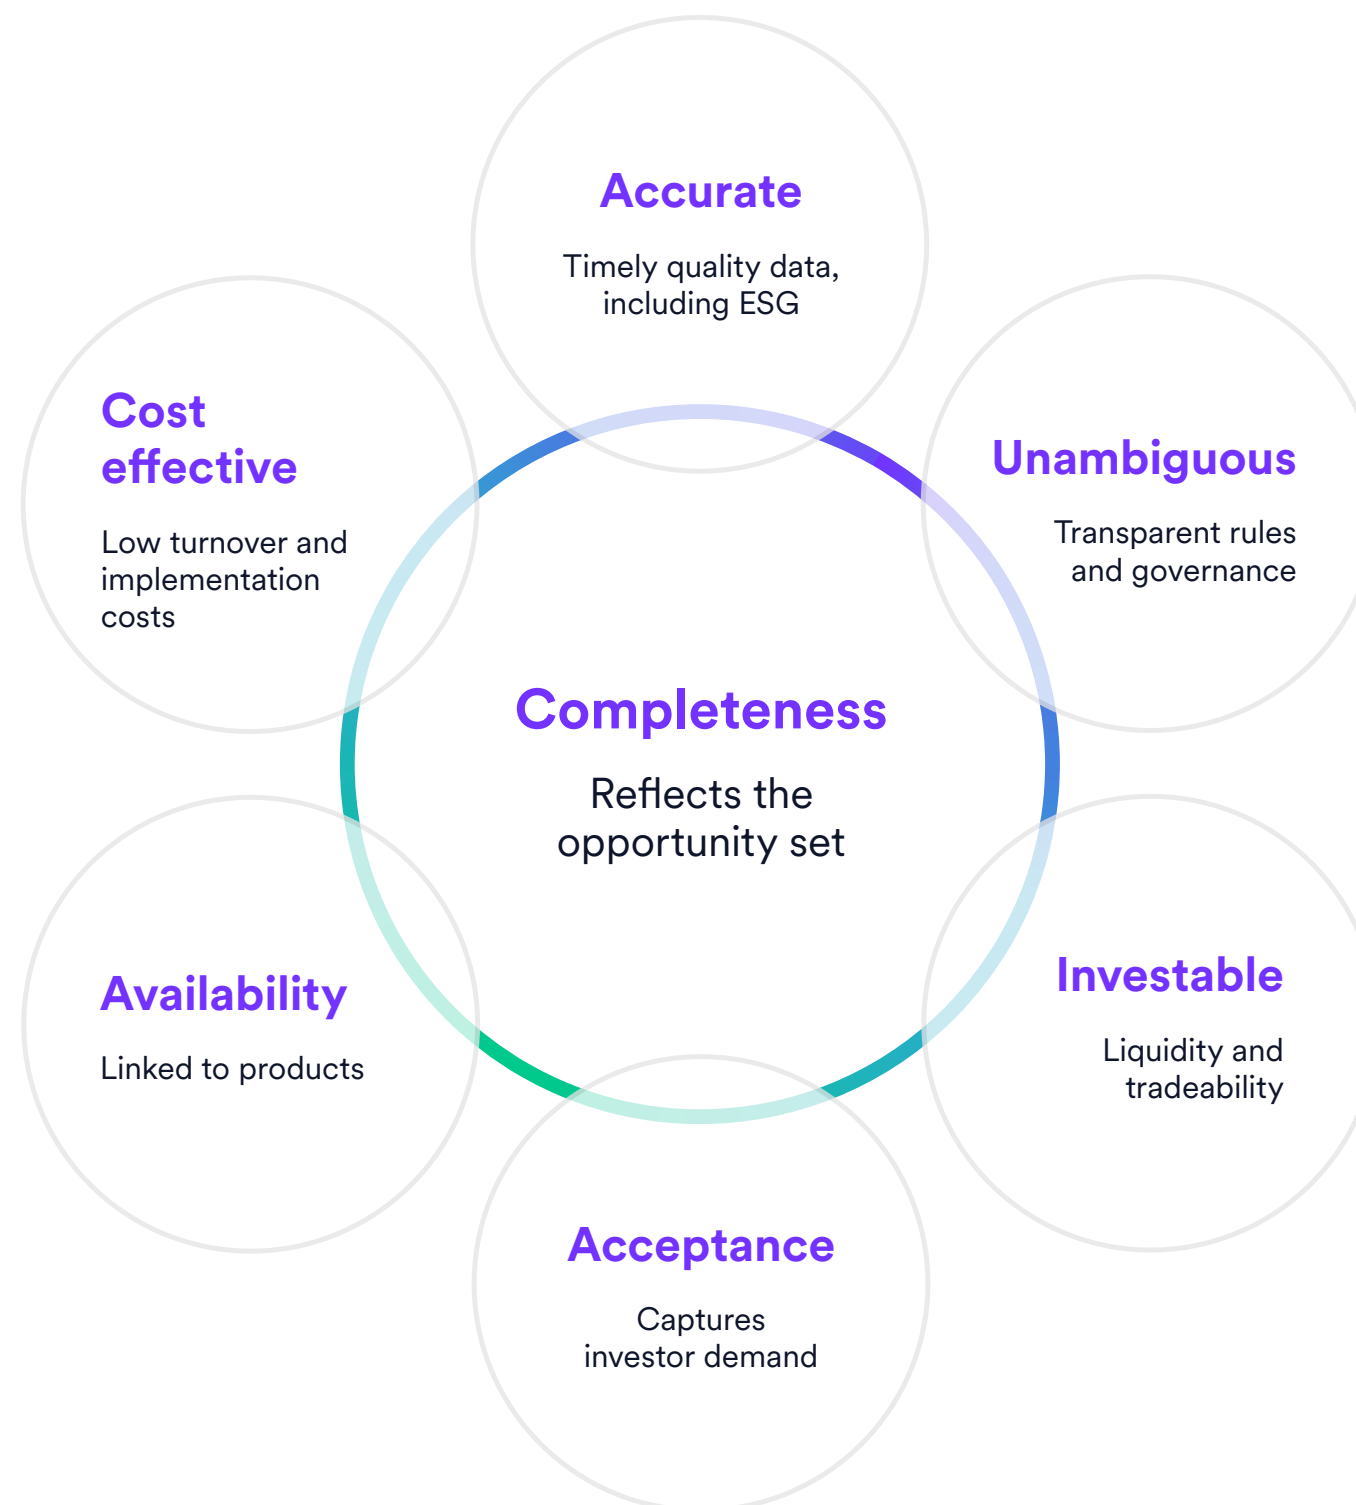 Accurate
Timely quality data,
including ESG
Cost
effective
Low turnover and
implementation
costs
Unambiguous
Transparent rules
and governance
Completeness
Reflects the
opportunity set
Availability
Linked to products
Investable
Liquidity and
tradeability
Acceptance
Captures
investor demand